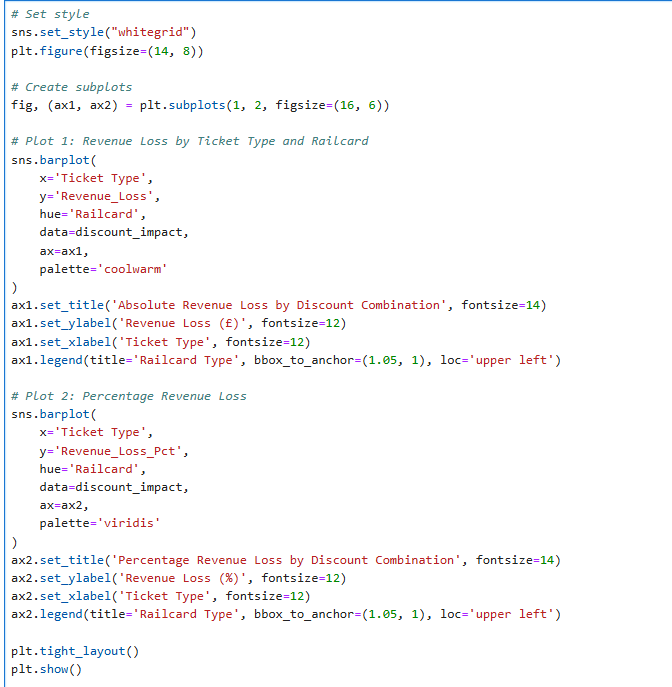 # Set style
sns.set_style("whitegrid")
plt.figure(figsize=(14, 8))

# Create subplots
fig, (ax1, ax2) = plt.subplots(1, 2, figsize=(16, 6))

# Plot 1: Revenue Loss by Ticket Type and Railcard
sns.barplot(
    x='Ticket Type',
    y='Revenue_Loss',
    hue='Railcard',
    data=discount_impact,
    ax=ax1,
    palette='coolwarm'
)
ax1.set_title('Absolute Revenue Loss by Discount Combination', fontsize=14)
ax1.set_ylabel('Revenue Loss (£)', fontsize=12)
ax1.set_xlabel('Ticket Type', fontsize=12)
ax1.legend(title='Railcard Type', bbox_to_anchor=(1.05, 1), loc='upper left')

# Plot 2: Percentage Revenue Loss
sns.barplot(
    x='Ticket Type',
    y='Revenue_Loss_Pct',
    hue='Railcard',
    data=discount_impact,
    ax=ax2,
    palette='viridis'
)
ax2.set_title('Percentage Revenue Loss by Discount Combination', fontsize=14)
ax2.set_ylabel('Revenue Loss (%)', fontsize=12)
ax2.set_xlabel('Ticket Type', fontsize=12)
ax2.legend(title='Railcard Type', bbox_to_anchor=(1.05, 1), loc='upper left')

plt.tight_layout()
plt.show()